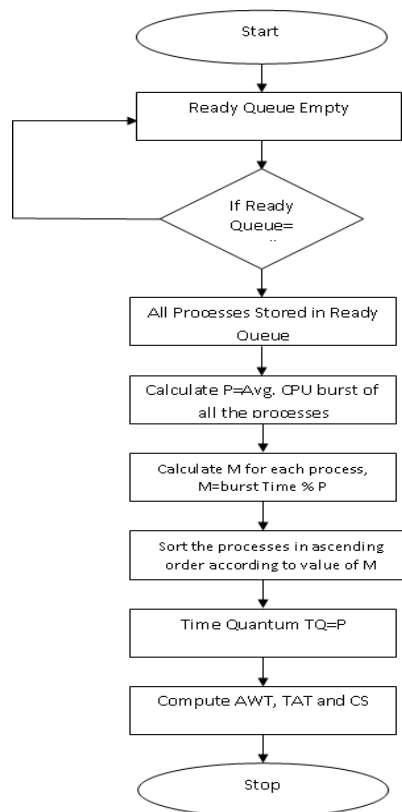 Start
Ready Queue Empty
If Ready
Queue=
All Processes Stored in Ready
Queue
Calculate P=Avg. CPU burst of
all the processes
Calculate M for each process,
M=burst Time % P
Sort the processes in ascending
order according to value of M
Time Quantum TQ=P
Compute AWT, TAT and CS
Stop